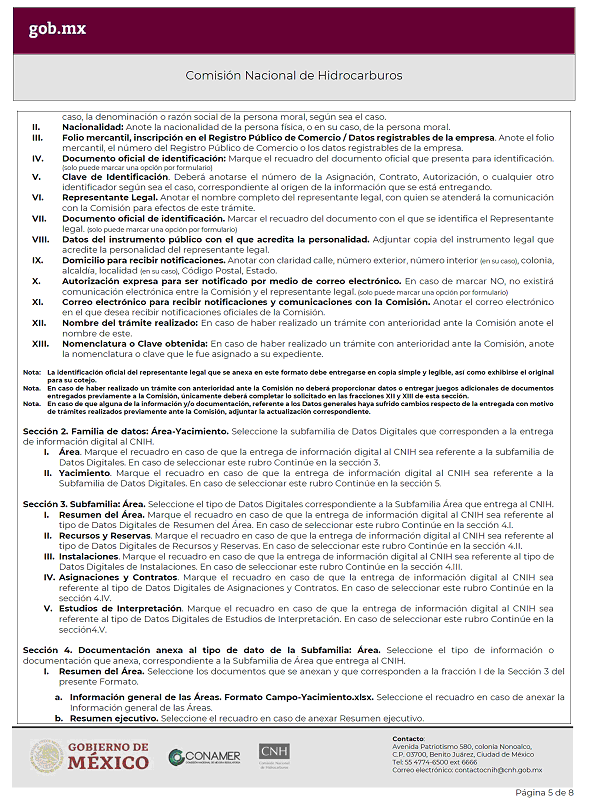 gob.mx
Comisión Nacional de Hidrocarburos
caso, la denominación o razón social de la persona moral, según sea el caso.
II. Nacionalidad: Anote la nacionalidad de la persona física, o en su caso, de la persona moral.
III. Folio mercantil, inscripción en el Registro Público de Comercio / Datos registrables de la empresa. Anote el folio
mercantil, el número del Registro Público de Comercio o los datos registrables de la empresa.
IV. Documento oficial de identificación: Marque el recuadro del documento oficial que presenta para identificación.
(solo puede marcar una opción por formulario)
V. Clave de Identificación. Deberá anotarse el número de la Asignación, Contrato, Autorización, o cualquier otro
identificador según sea el caso, correspondiente al origen de la información que se está entregando.
VI. Representante Legal. Anotar el nombre completo del representante legal, con quien se atenderá la comunicación
con la Comisión para efectos de este trámite.
VII. Documento oficial de identificación. Marcar el recuadro del documento con el que se identifica el Representante
legal. (solo puede marcar una opción por formulario)
VIII. Datos del instrumento público con el que acredita la personalidad. Adjuntar copia del instrumento legal que
acredite la personalidad del representante legal.
IX. Domicilio para recibir notificaciones. Anotar con claridad calle, número exterior, número interior (en su caso), colonia,
alcaldía, localidad (en su caso), Código Postal, Estado.
X. Autorización expresa para ser notificado por medio de correo electrónico. En caso de marcar NO, no existirá
comunicación electrónica entre la Comisión y el representante legal. (solo puede marcar una opción por formulario)
XI. Correo electrónico para recibir notificaciones y comunicaciones con la Comisión. Anotar el correo electrónico
en el que desea recibir notificaciones oficiales de la Comisión.
XII. Nombre del trámite realizado: En caso de haber realizado un trámite con anterioridad ante la Comisión anote el
nombre de este.
XIII. Nomenclatura o Clave obtenida: En caso de haber realizado un trámite con anterioridad ante la Comisión, anote
la nomenclatura o clave que le fue asignado a su expediente.
Nota: La identificación oficial del representante legal que se anexa en este formato debe entregarse en copia simple y legible, así como exhibirse el original
para su cotejo.
Nota. En caso de haber realizado un trámite con anterioridad ante la Comisión no deberá proporcionar datos o entregar juegos adicionales de documentos
entregados previamente a la Comisión, únicamente deberá completar lo solicitado en las fracciones XII y XIII de esta sección.
Nota. En caso de que alguna de la información y/o documentación, referente a los Datos generales haya sufrido cambios respecto de la entregada con motivo
de trámites realizados previamente ante la Comisión, adjuntar la actualización correspondiente.
Sección 2. Familia de datos: Área-Yacimiento. Seleccione la subfamilia de Datos Digitales que corresponden a la entrega
de información digital al CNIH.
I. Área. Marque el recuadro en caso de que la entrega de información digital al CNIH sea referente a la subfamilia de
Datos Digitales. En caso de seleccionar este rubro Continúe en la sección 3.
II. Yacimiento. Marque el recuadro en caso de que la entrega de información digital al CNIH sea referente a la
Subfamilia de Datos Digitales. En caso de seleccionar este rubro Continúe en la sección 5.
Sección 3. Subfamilia: Área. Seleccione el tipo de Datos Digitales correspondiente a la Subfamilia Área que entrega al CNIH.
I. Resumen del Área. Marque el recuadro en caso de que la entrega de información digital al CNIH sea referente al
tipo de Datos Digitales de Resumen del Área. En caso de seleccionar este rubro Continúe en la sección 4.I.
II. Recursos y Reservas. Marque el recuadro en caso de que la entrega de información digital al CNIH sea referente al
tipo de Datos Digitales de Recursos y Reservas. En caso de seleccionar este rubro Continúe en la sección 4.II.
III. Instalaciones. Marque el recuadro en caso de que la entrega de información digital al CNIH sea referente al tipo de
Datos Digitales de Instalaciones. En caso de seleccionar este rubro Continúe en la sección 4.III.
IV. Asignaciones y Contratos. Marque el recuadro en caso de que la entrega de información digital al CNIH sea
referente al tipo de Datos Digitales de Asignaciones y Contratos. En caso de seleccionar este rubro Continúe en la
sección 4.IV.
V. Estudios de Interpretación. Marque el recuadro en caso de que la entrega de información digital al CNIH sea
referente al tipo de Datos Digitales de Estudios de Interpretación. En caso de seleccionar este rubro Continúe en la
sección4.V.
Sección 4. Documentación anexa al tipo de dato de la Subfamilia: Área. Seleccione el tipo de información o
documentación que anexa, correspondiente a la Subfamilia de Área que entrega al CNIH.
I. Resumen del Área. Seleccione los documentos que se anexan y que corresponden a la fracción I de la Sección 3 del
presente Formato.
a. Información general de las Áreas. Formato Campo-Yacimiento.xlsx. Seleccione el recuadro en caso de anexar la
Información general de las Áreas.
b. Resumen ejecutivo. Seleccione el recuadro en caso de anexar Resumen ejecutivo.
GOBIERNO DE
MÉXICO
CONAMER
CNH
Comisión Nacional
de Hidrocarburos
Contacto:
Avenida Patriotismo 580, colonia Nonoalco,
C.P. 03700, Benito Juárez, Ciudad de México
Tel: 55 4774-6500 ext 6666
Correo electrónico: contactocnih@cnh.gob.mx
Página 5 de 8